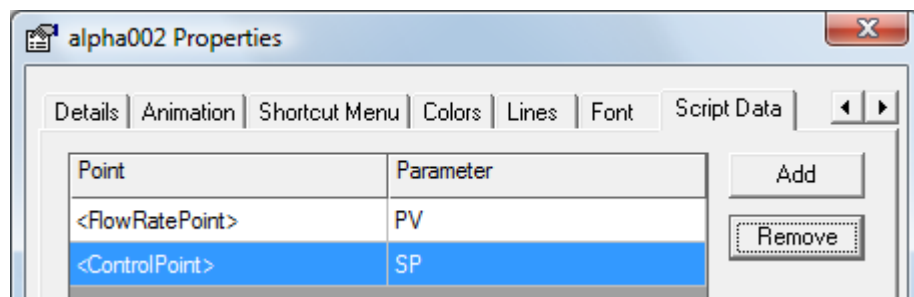 alpha002 Properties
Details Animation Shortcut Menu Colors Lines Font Script Data
Point Parameter Add
<FlowRatePoint> PV Remove
<ControlPoint> SP